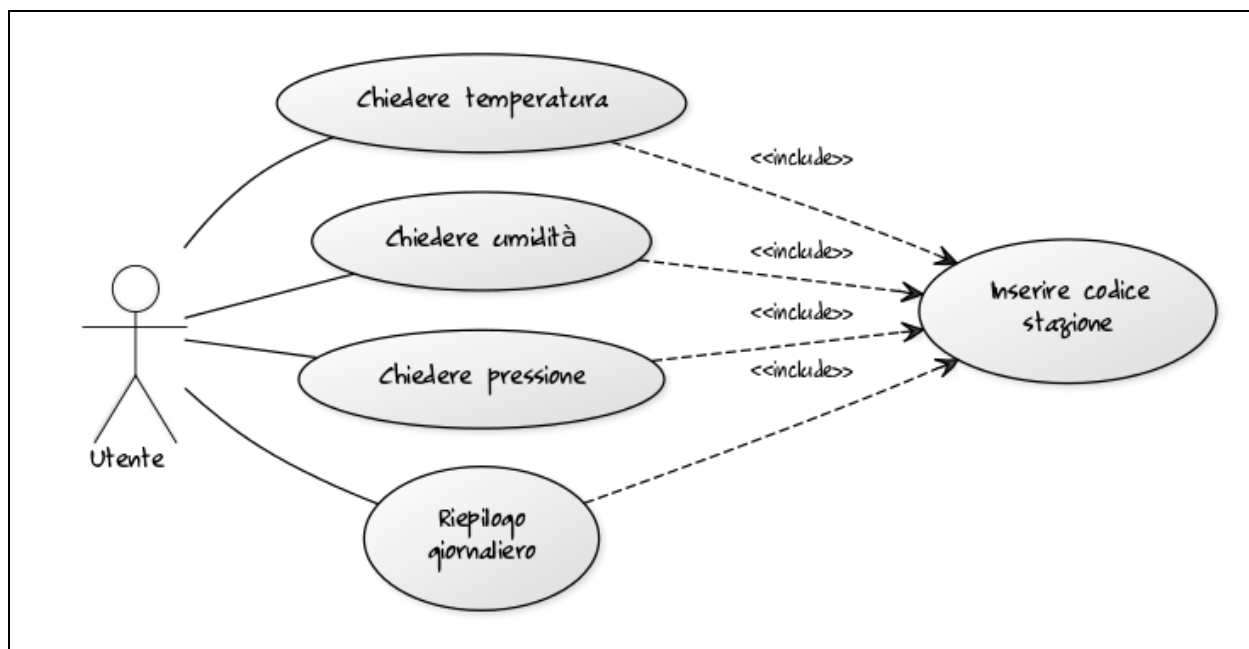 Chiedere temperatura
<<include>>
Chiedere umidità
<<include>>
Inserire codice
stazione
<<include>>
Chiedere pressione
<<include>>
Utente
Riepilogo
giornaliero